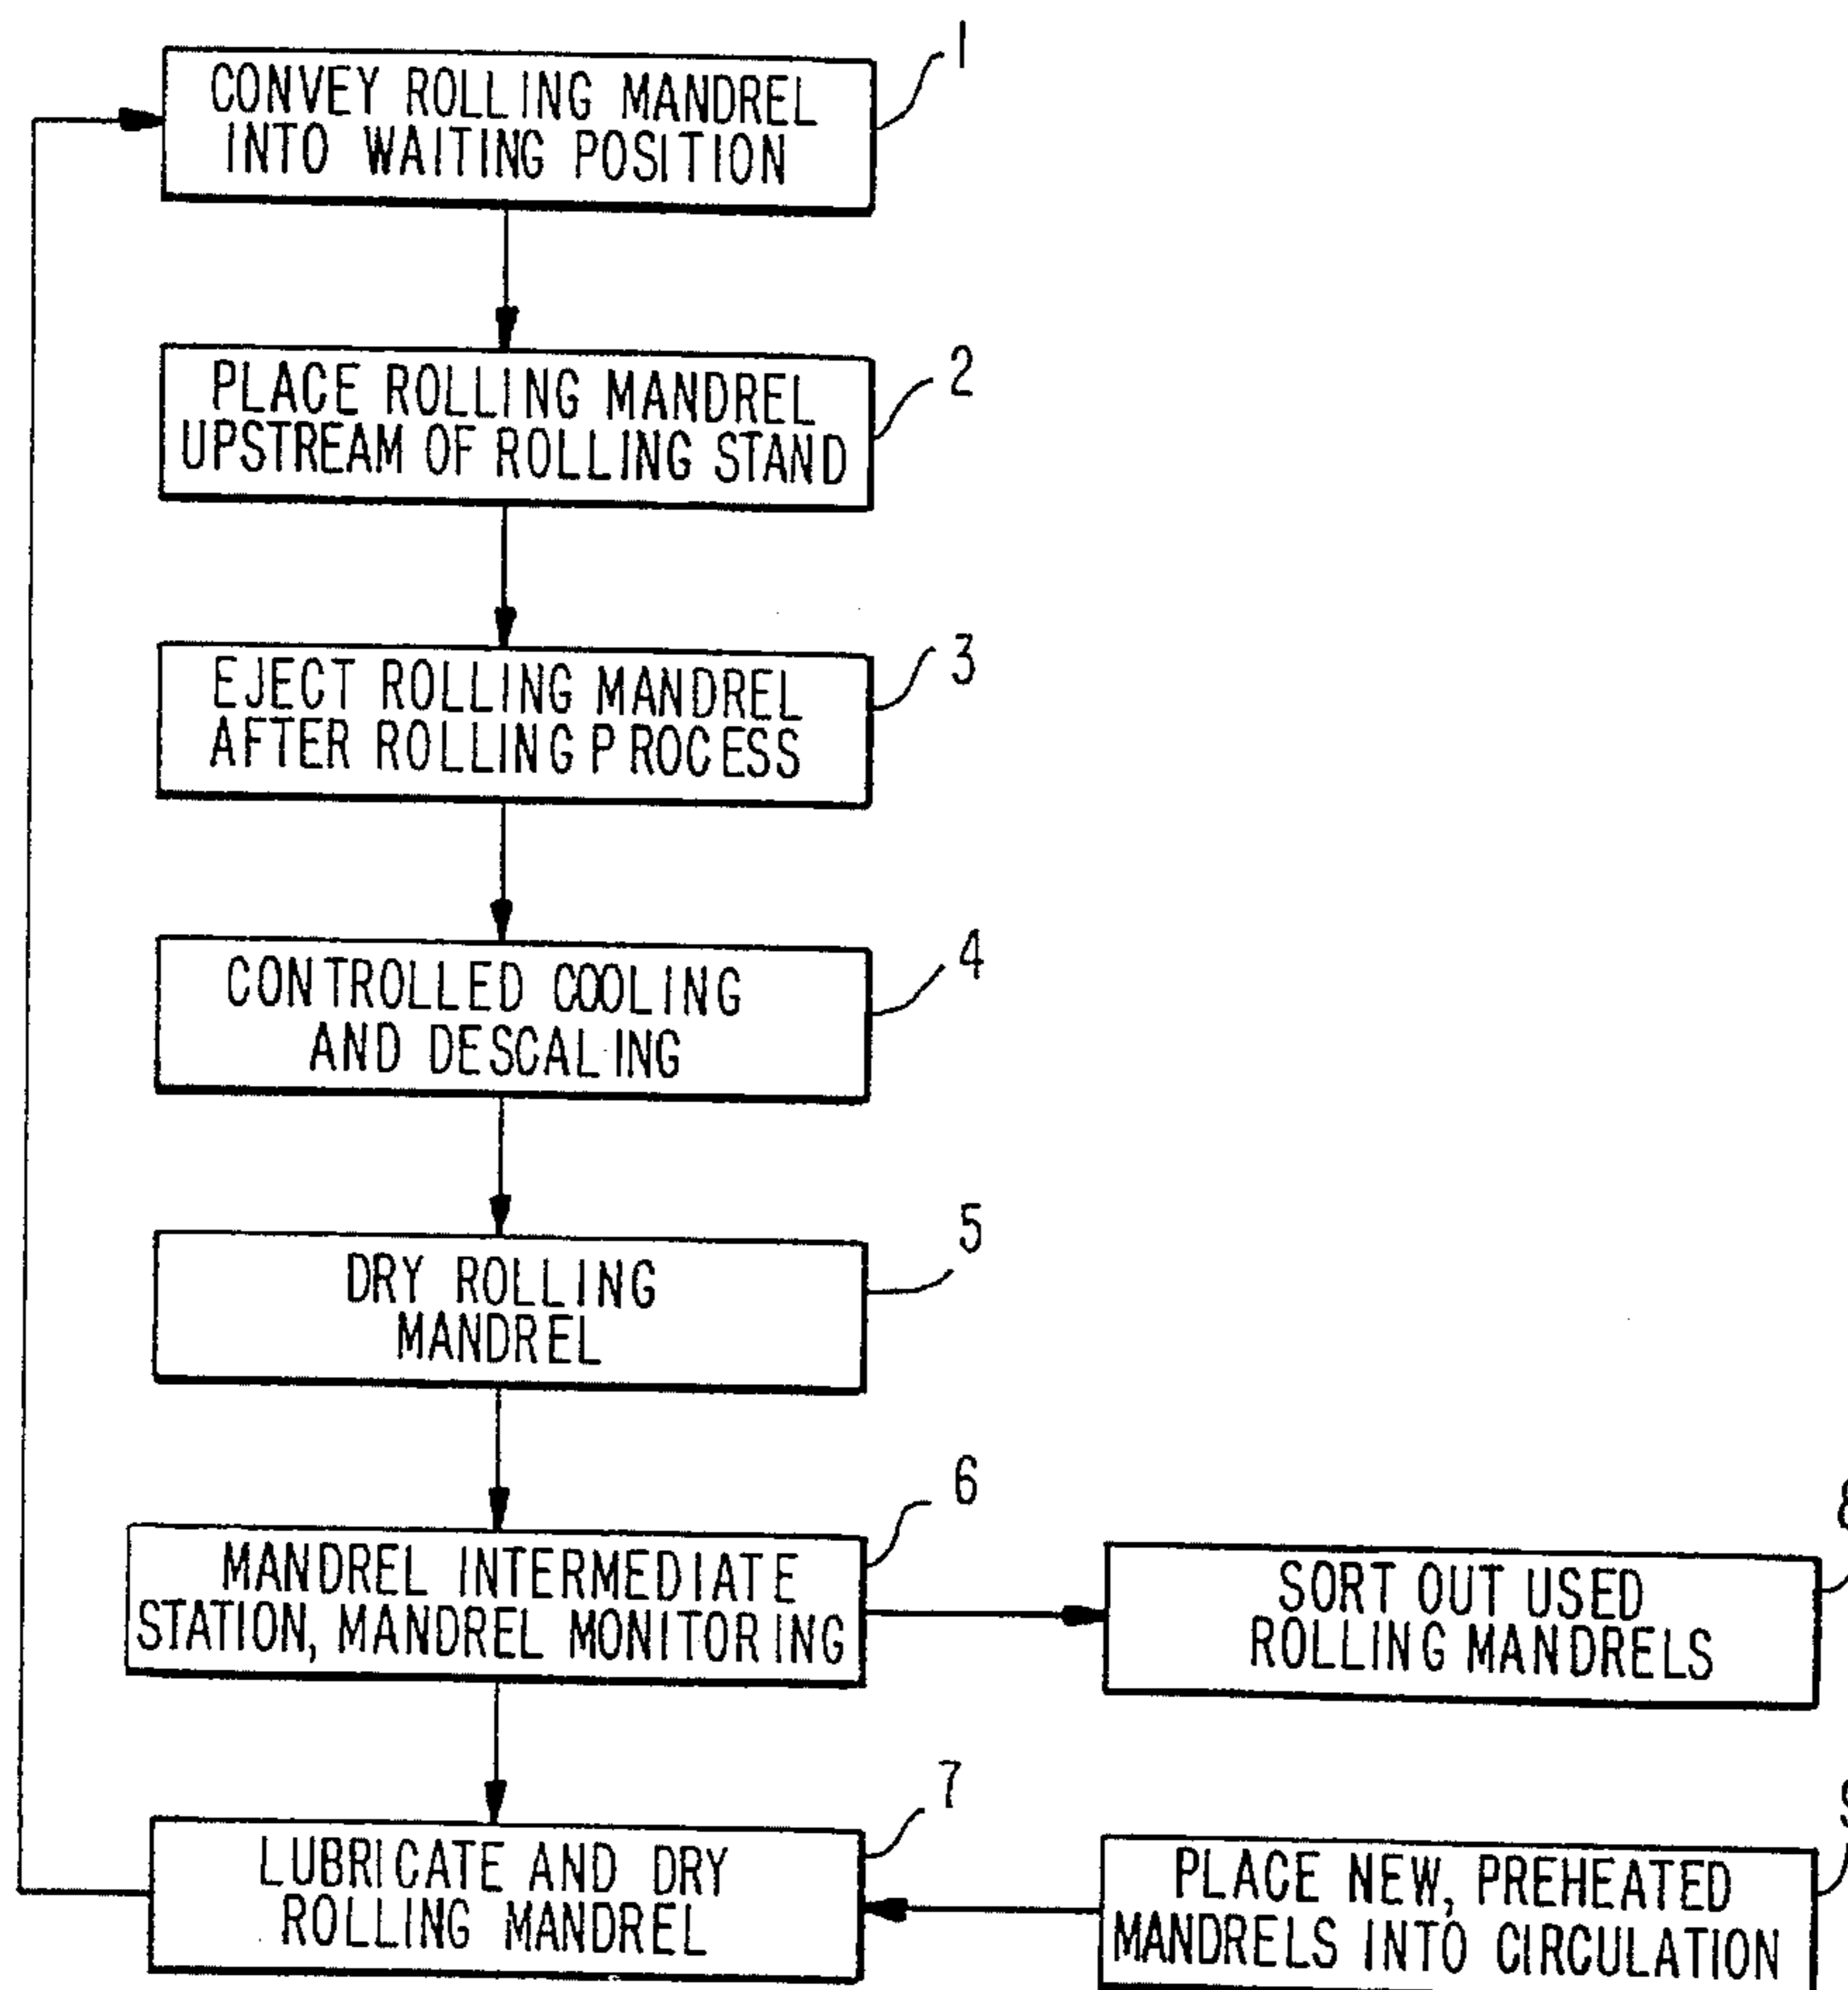 1
CONVEY ROLLING MANDREL
INTO WAITING POSITION
2
PLACE ROLLING MANDREL
UPSTREAM OF ROLLING STAND
3
EJECT ROLLING MANDREL
AFTER ROLLING PROCESS
4
CONTROLLED COOLING
AND DESCALING
5
DRY ROLLING
MANDREL
6
MANDREL INTERMEDIATE
STATION, MANDREL MONITORING
8
SORT OUT USED
ROLLING MANDRELS
7
LUBRICATE AND DRY
ROLLING MANDREL
9
PLACE NEW, PREHEATED
MANDRELS INTO CIRCULATION